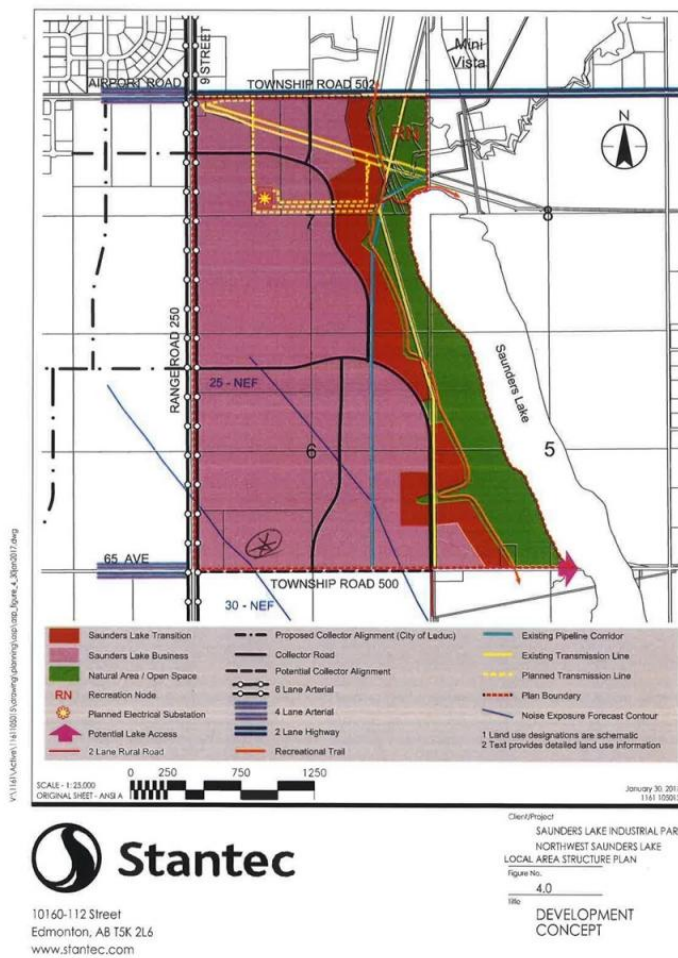 Mini
Vista
9 STREET
AIRPORT ROAD
TOWNSHIP ROAD 502
RN
N
8
RANGE ROAD 250
Saunders Lake
25 - NEF
6
5
65 AVE
TOWNSHIP ROAD 500
30 - NEF
Saunders Lake Transition
Saunders Lake Business
Natural Area / Open Space
RN Recreation Node
Planned Electrical Substation
Potential Lake Access
2 Lane Rural Road
Proposed Collector Alignment (City of Leduc)
Collector Road
Potential Collector Alignment
6 Lane Arterial
4 Lane Arterial
2 Lane Highway
Recreational Trail
Existing Pipeline Corridor
Existing Transmission Line
Planned Transmission Line
Plan Boundary
Noise Exposure Forecast Contour
1 Land use designations are schematic
2 Text provides detailed land use information
0 250 750 1250
SCALE - 1:25,000
ORIGINAL SHEET - ANSI A
January 30, 201
Stantec
10160-112 Street
Edmonton, AB T5K 2L6
www.stantec.com
Client/Project
SAUNDERS LAKE INDUSTRIAL PAR
NORTHWEST SAUNDERS LAKE
LOCAL AREA STRUCTURE PLAN
Figure No.
4.0
Title
DEVELOPMENT
CONCEPT